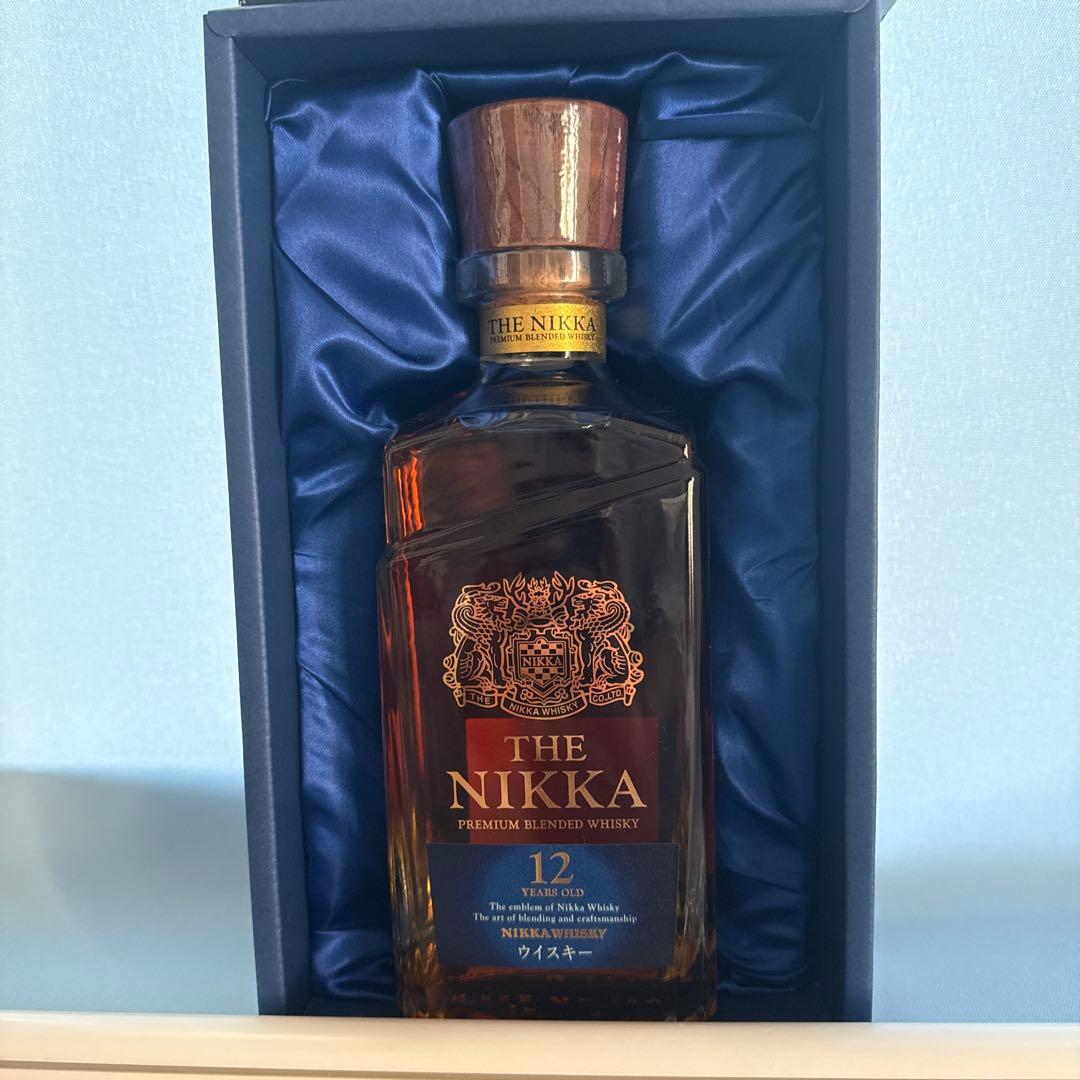 OPEN
THE NIKKA
PREMIUM BLENDED WHISKY
NIKKA
THE NIKKA WHISKY CO.LTD.
THE
NIKKA
PREMIUM BLENDED WHISKY
12
YEARS OLD
The emblem of Nikka Whisky
The art of blending and craftsmanship
NIKKA WHISKY
ウイスキー